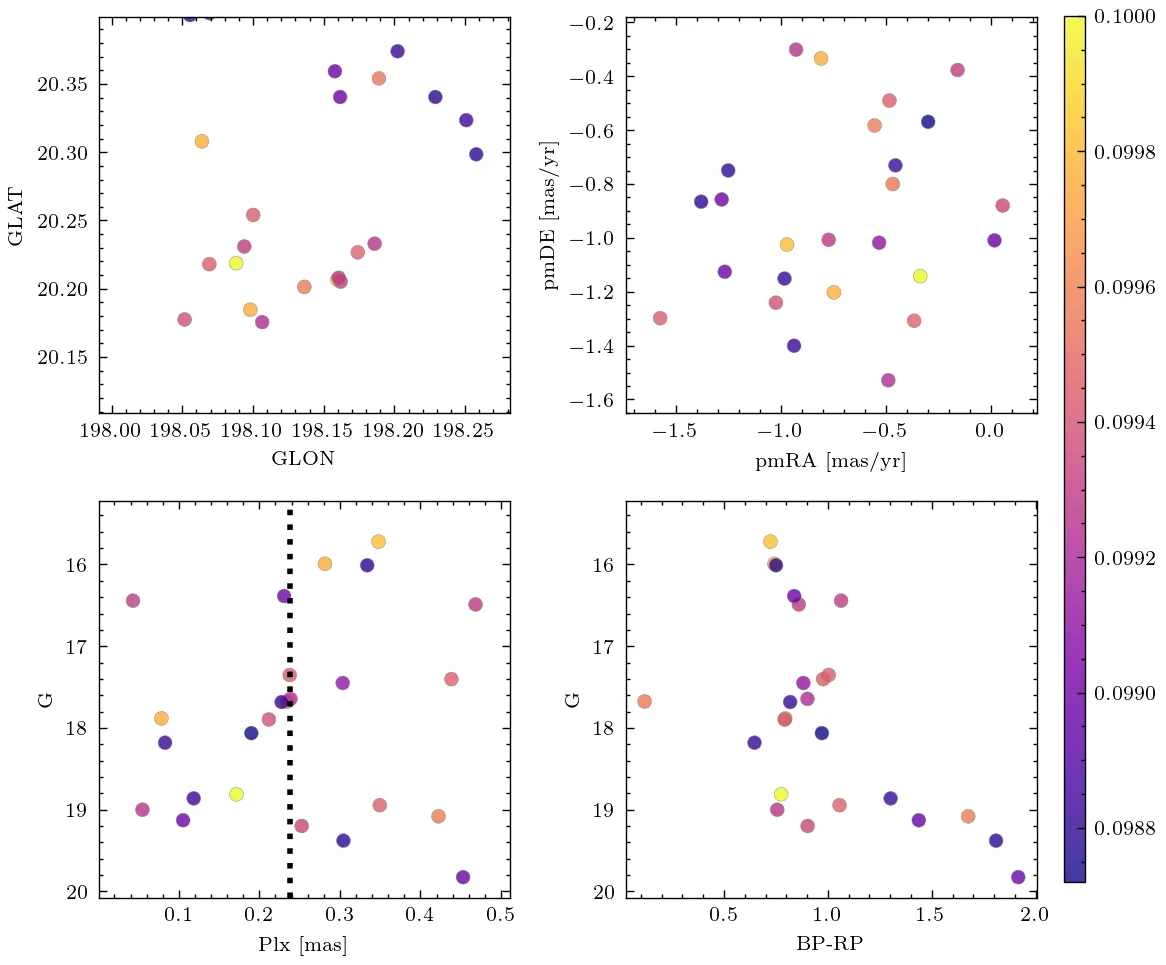 20.35
20.30
20.25
20.20
20.15
GLAT
198.00 198.05 198.10 198.15 198.20 198.25
GLON
−0.2
−0.4
−0.6
−0.8
−1.0
−1.2
−1.4
−1.6
pmDE [mas/yr]
−1.5 −1.0 −0.5 0.0
pmRA [mas/yr]
0.1000
0.0998
0.0996
0.0994
0.0992
0.0990
0.0988
16
17
18
19
20
G
0.1 0.2 0.3 0.4 0.5
Plx [mas]
16
17
18
19
20
G
0.5 1.0 1.5 2.0
BP-RP